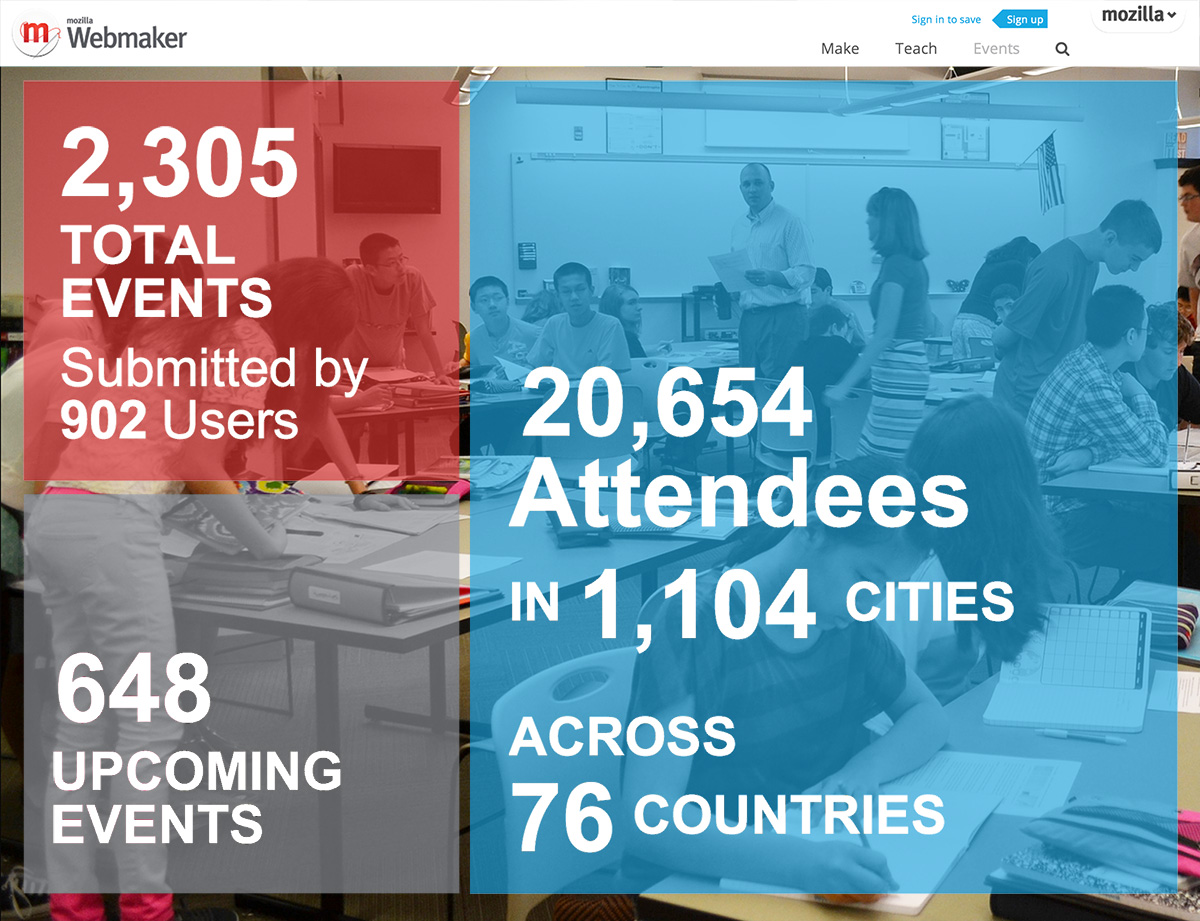 mozilla
Webmaker
Sign in to save
Sign up
mozilla
Make
Teach
Events
2,305
TOTAL
EVENTS
Submitted by
902 Users
648
UPCOMING
EVENTS
20,654
Attendees
IN 1,104 CITIES
ACROSS
76 COUNTRIES